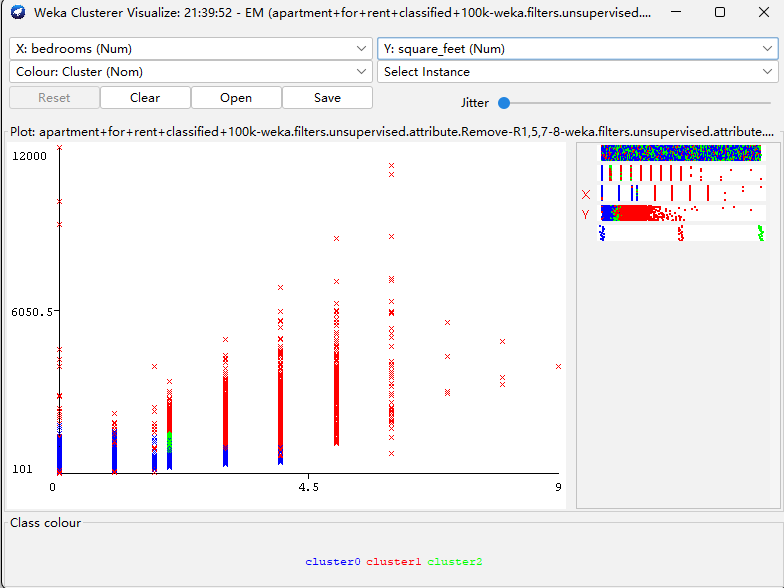 Weka Clusterer Visualize: 21:39:52 - EM (apartment+for+rent+classified+100k-weka.filters.unsupervised....
X: bedrooms (Num) Y: square_feet (Num)
Colour: Cluster (Nom) Select Instance
Reset Clear Open Save Jitter
Plot: apartment+for+rent+classified+100k-weka.filters.unsupervised.attribute.Remove-R1,5,7-8-weka.filters.unsupervised.attribute....
12000
X
Y
6050.5
101
0 4.5 9
Class colour
cluster0 cluster1 cluster2